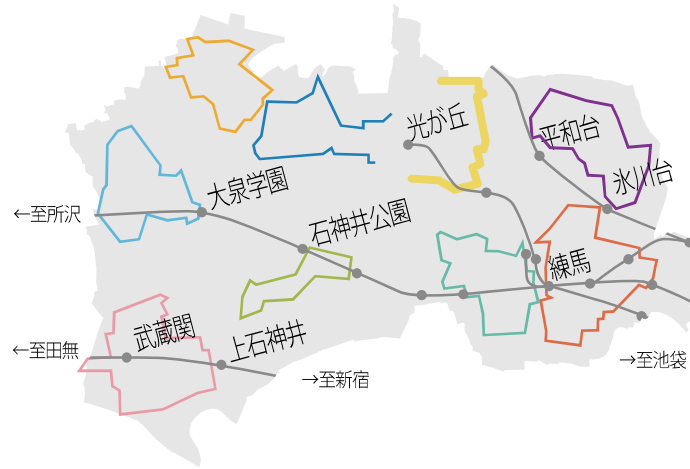 光が丘
平和台
氷川台
大泉学園
←至所沢
石神井公園
練馬
武蔵関
上石神井
←至田無
→至池袋
→至新宿